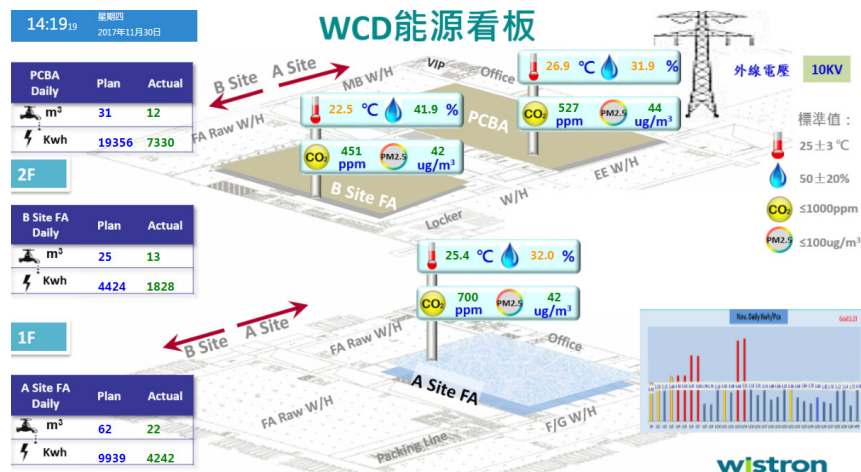 14:19 19
星期四
2017年11月30日
WCD能源看板
PCBA Daily Plan Actual
m³ 31 12
Kwh 19356 7330
2F
B Site A Site
MB W/H
VIP
Office
FA Raw W/H
PCBA
EE W/H
W/H
B Site FA
Locker
22.5 ℃ 41.9 %
CO₂ 451 ppm PM2.5 42 ug/m³
26.9 ℃ 31.9 %
CO₂ 527 ppm PM2.5 44 ug/m³
外線電壓 10KV
標準值：
25±3 ℃
50±20%
CO₂ ≤1000ppm
PM2.5 ≤100ug/m³
B Site FA Daily Plan Actual
m³ 25 13
Kwh 4424 1828
1F
25.4 ℃ 32.0 %
CO₂ 700 ppm PM2.5 42 ug/m³
B Site A Site
FA Raw W/H
Office
A Site FA
FA Raw W/H
F/G W/H
Packing Line
A Site FA Daily Plan Actual
m³ 62 22
Kwh 9939 4242
Nov. Daily Kwh/Pcs
wistron